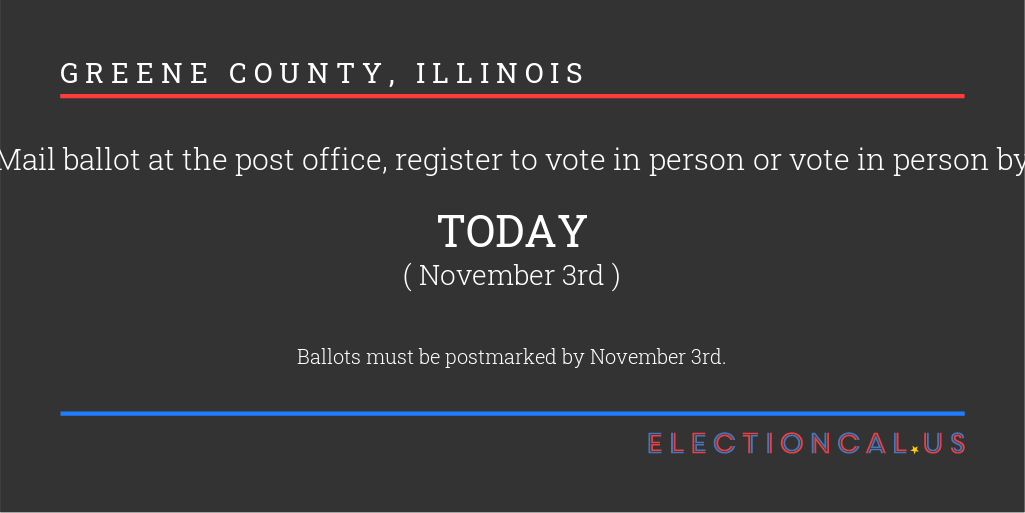 GREENE COUNTY, ILLINOIS
Mail ballot at the post office, register to vote in person or vote in person by
TODAY
( November 3rd )
Ballots must be postmarked by November 3rd.
ELECTIONCAL.US